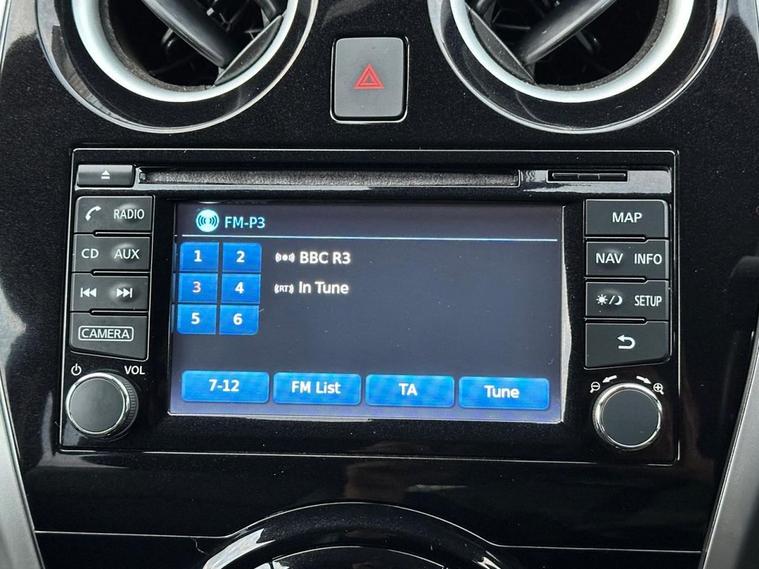 RADIO
CD AUX
CAMERA
VOL
FM-P3
1 2
3 4
5 6
BBC R3
RT In Tune
7-12 FM List TA Tune
MAP
NAV INFO
SETUP